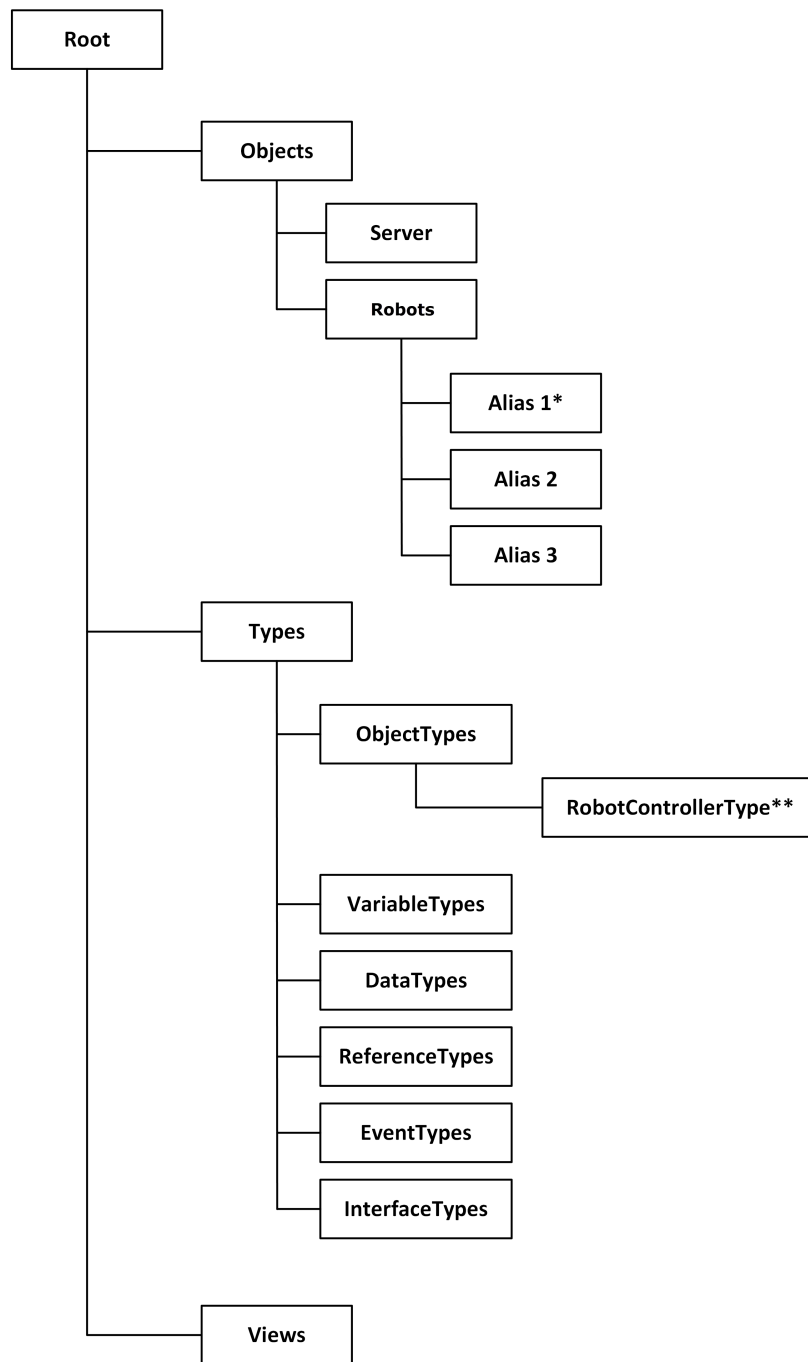 Root
Objects
Server
Robots
Alias 1*
Alias 2
Alias 3
Types
ObjectTypes
RobotControllerType**
VariableTypes
DataTypes
ReferenceTypes
EventTypes
InterfaceTypes
Views